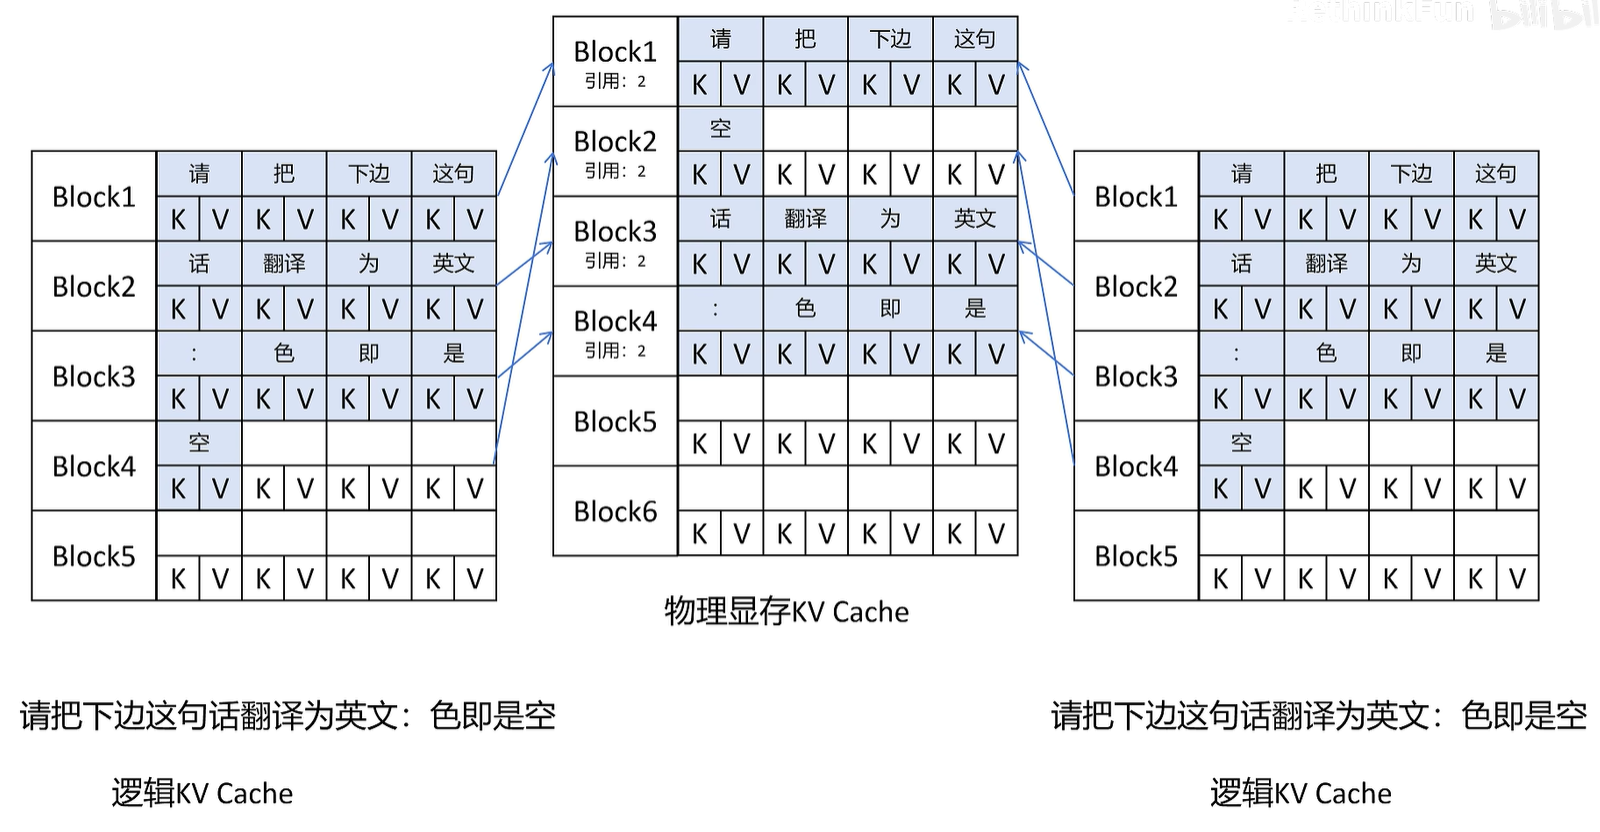 Block1
请 把 下边 这句
K V K V K V K V
Block2
话 翻译 为 英文
K V K V K V K V
Block3
: 色 即 是
K V K V K V K V
Block4
空
K V K V K V K V
Block5
K V K V K V K V
请把下边这句话翻译为英文：色即是空
逻辑KV Cache
Block1
引用：2
请 把 下边 这句
K V K V K V K V
Block2
引用：2
空
K V K V K V K V
Block3
引用：2
话 翻译 为 英文
K V K V K V K V
Block4
引用：2
: 色 即 是
K V K V K V K V
Block5
K V K V K V K V
Block6
K V K V K V K V
物理显存KV Cache
bilibili
Block1
请 把 下边 这句
K V K V K V K V
Block2
话 翻译 为 英文
K V K V K V K V
Block3
: 色 即 是
K V K V K V K V
Block4
空
K V K V K V K V
Block5
K V K V K V K V
请把下边这句话翻译为英文：色即是空
逻辑KV Cache